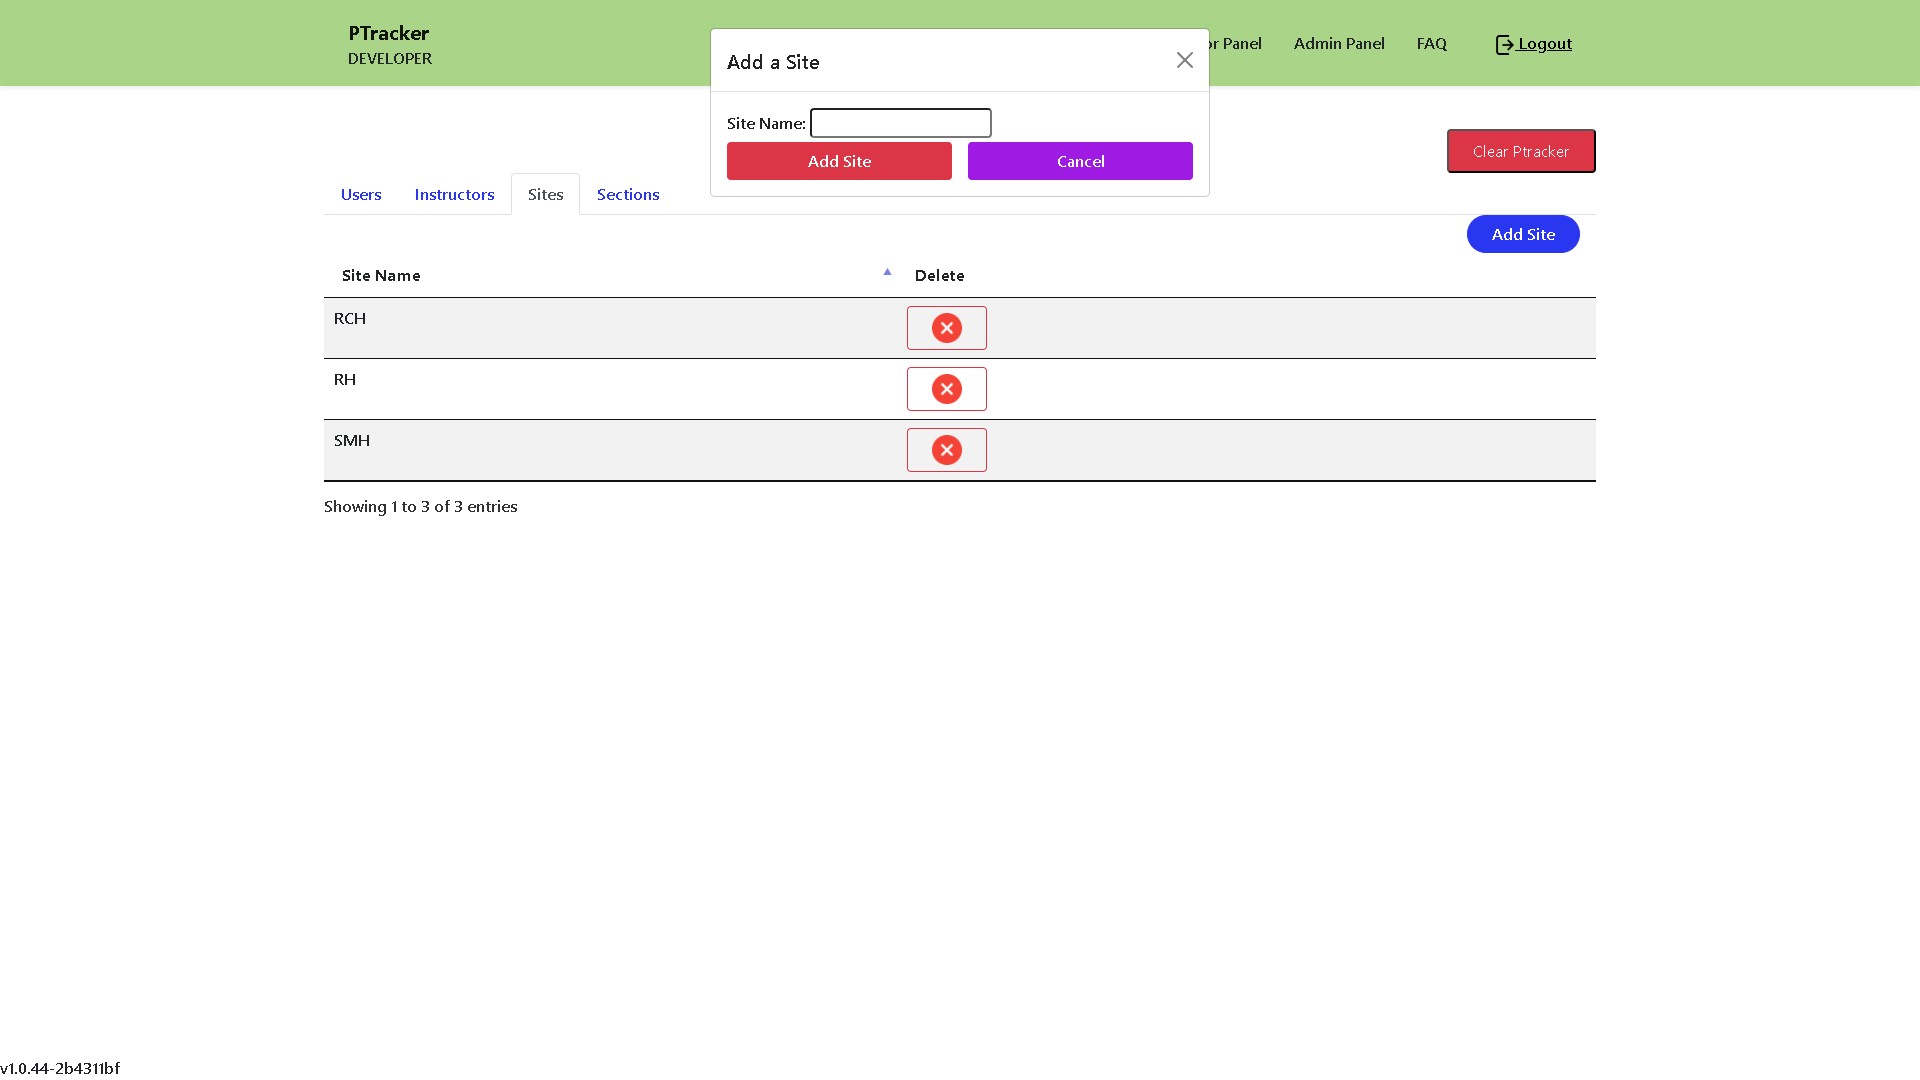 PTracker
DEVELOPER
Add a Site
or Panel
Admin Panel
FAQ
Logout
Site Name:
Add Site
Cancel
Clear Ptracker
Users
Instructors
Sites
Sections
Add Site
Site Name
Delete
RCH
RH
SMH
Showing 1 to 3 of 3 entries
v1.0.44-2b4311bf